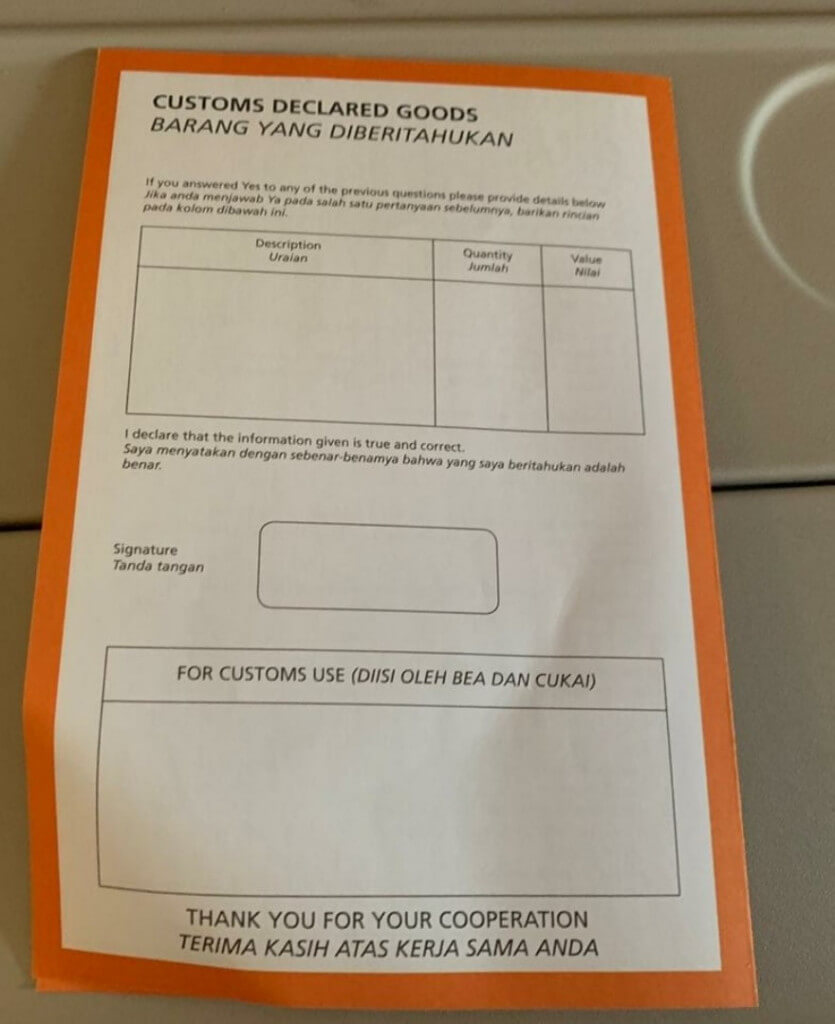 CUSTOMS DECLARED GOODS
BARANG YANG DIBERITAHUKAN
If you answered Yes to any of the previous questions please provide details below
Jika anda menjawab Ya pada salah satu pertanyaan sebelumnya, barikan rincian
pada kolom dibawah ini.
Description
Uraian
Quantity
Jumlah
Value
Nilai
I declare that the information given is true and correct.
Saya menyatakan dengan sebenar-benamya bahwa yang saya beritahukan adalah
benar.
Signature
Tanda tangan
FOR CUSTOMS USE (DIISI OLEH BEA DAN CUKAI)
THANK YOU FOR YOUR COOPERATION
TERIMA KASIH ATAS KERJA SAMA ANDA